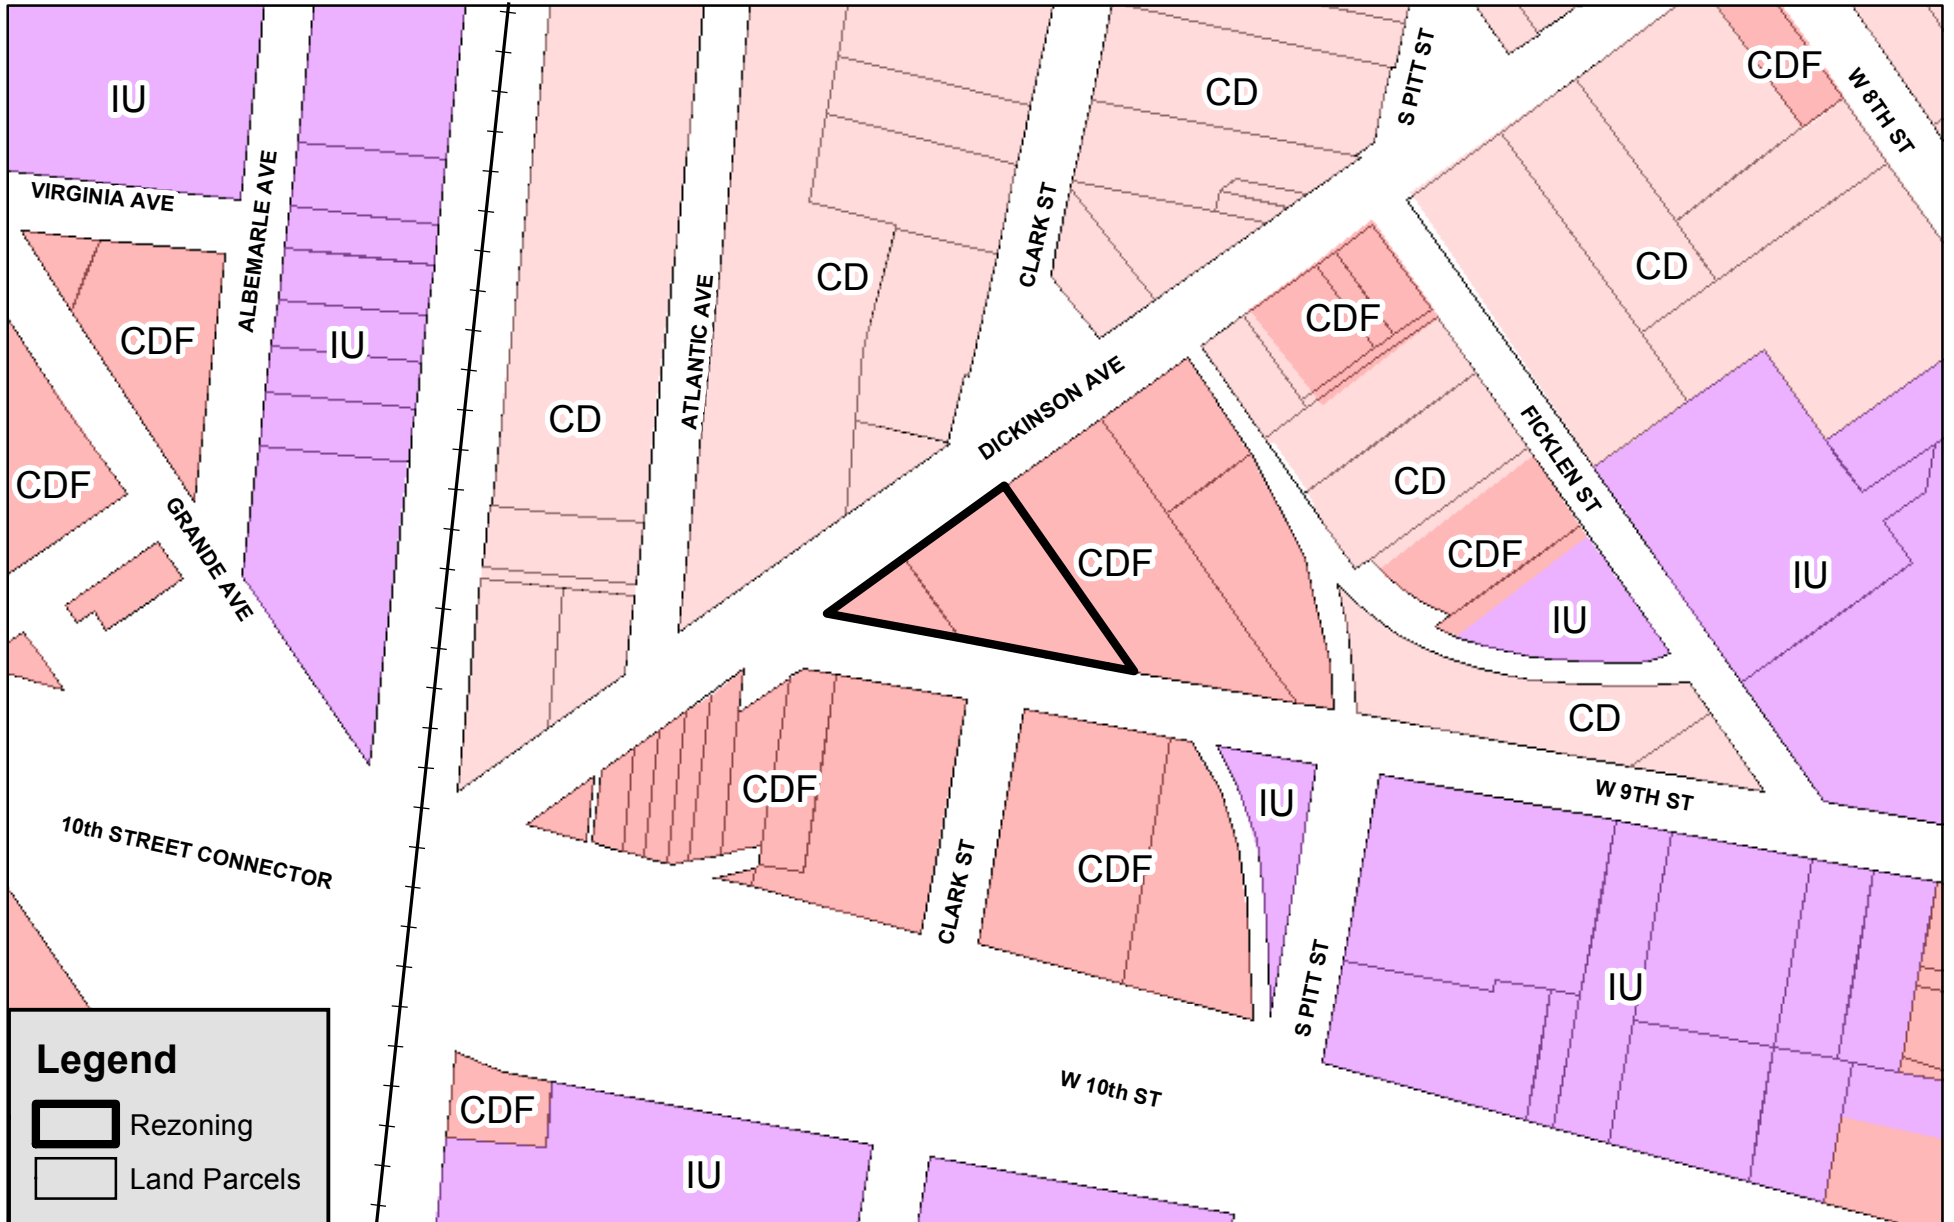 IU
CDF
CD
S PITT ST
W 8TH ST
VIRGINIA AVE
ALBEMARLE AVE
CLARK ST
CD
CD
CDF
CDF
IU
ATLANTIC AVE
CD
DICKINSON AVE
CDF
GRANDE AVE
CD
FICKLEN ST
CDF
CDF
IU
IU
CD
CDF
IU
W 9TH ST
10th STREET CONNECTOR
CLARK ST
CDF
S PITT ST
IU
W 10th ST
CDF
IU
Legend
Rezoning
Land Parcels